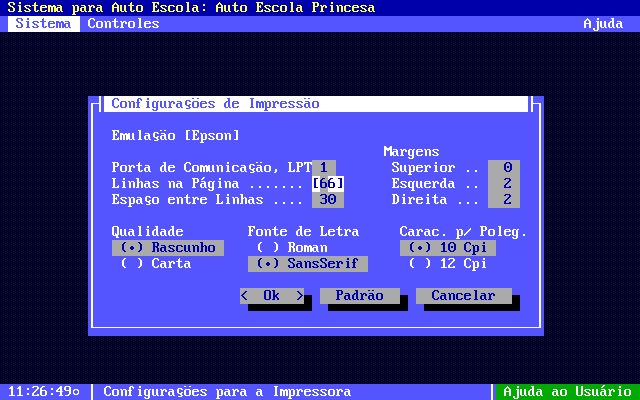 Sistema para Auto Escola: Auto Escola Princesa
Sistema Controles Ajuda
Configurações de Impressão
Emulação [Epson]
Margens
Porta de Comunicação, LPT 1 Superior .. 0
Linhas na Página ....... [66] Esquerda .. 2
Espaço entre Linhas .... 30 Direita ... 2
Qualidade Fonte de Letra Carac. p/ Poleg.
(•) Rascunho ( ) Roman (•) 10 Cpi
( ) Carta (•) SansSerif ( ) 12 Cpi
< Ok > Padrão Cancelar
11:26:49○ Configurações para a Impressora Ajuda ao Usuário